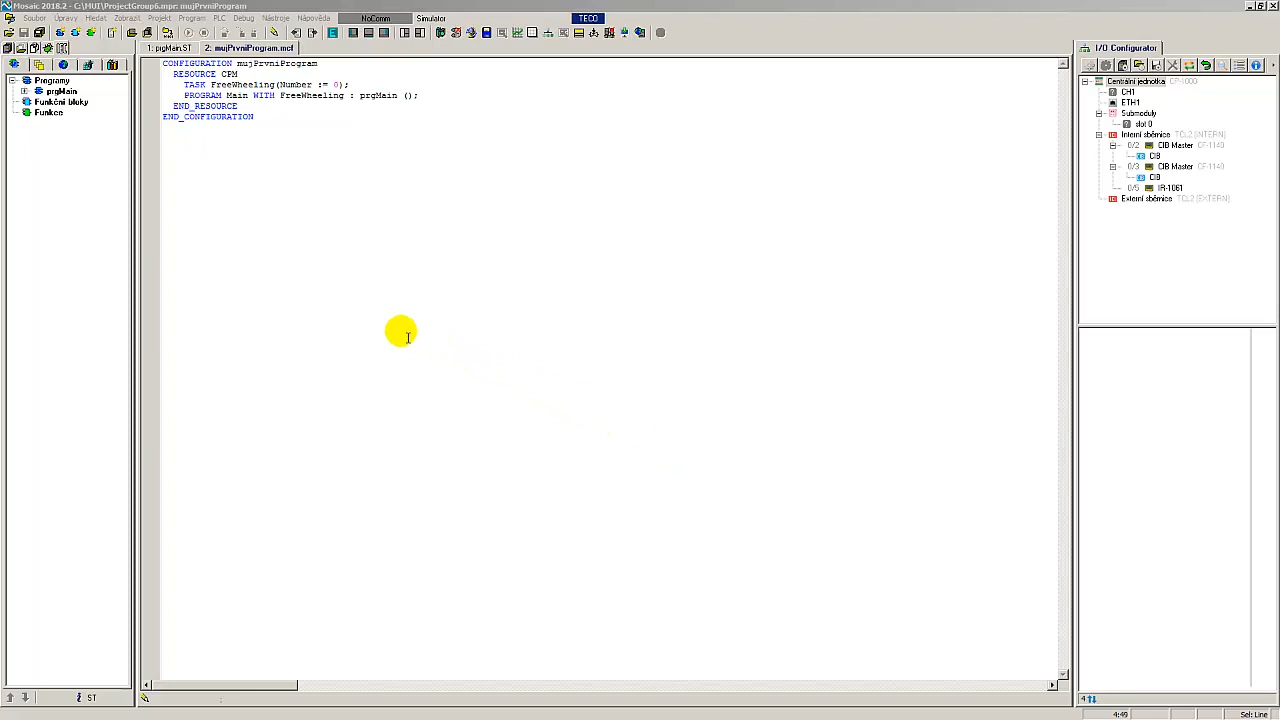 Mosaic 2018.2 - C:\MUI\ProjectGroup6.mpr: mujPrvniProgram
Soubor Úpravy Hledat Zobrazit Projekt Program PLC Debug Nástroje Nápověda NoComm Simulator TECO
1: prgMain.ST 2: mujPrvniProgram.mcf
Programy
prgMain
Funkční bloky
Funkce
CONFIGURATION mujPrvniProgram
RESOURCE CPM
TASK FreeWheeling(Number := 0);
PROGRAM Main WITH FreeWheeling : prgMain ();
END_RESOURCE
END_CONFIGURATION
I/O Configurator
Centrální jednotka CP-1000
CH1
ETH1
Submoduly
slot 0
Interní sběrnice TCL2 (INTERN)
0/2 CIB Master CF-1140
CIB
0/3 CIB Master CF-1140
CIB
0/5 IR-1061
Externí sběrnice TCL2 (EXTERN)
ST
4
4:49 Sel: Line